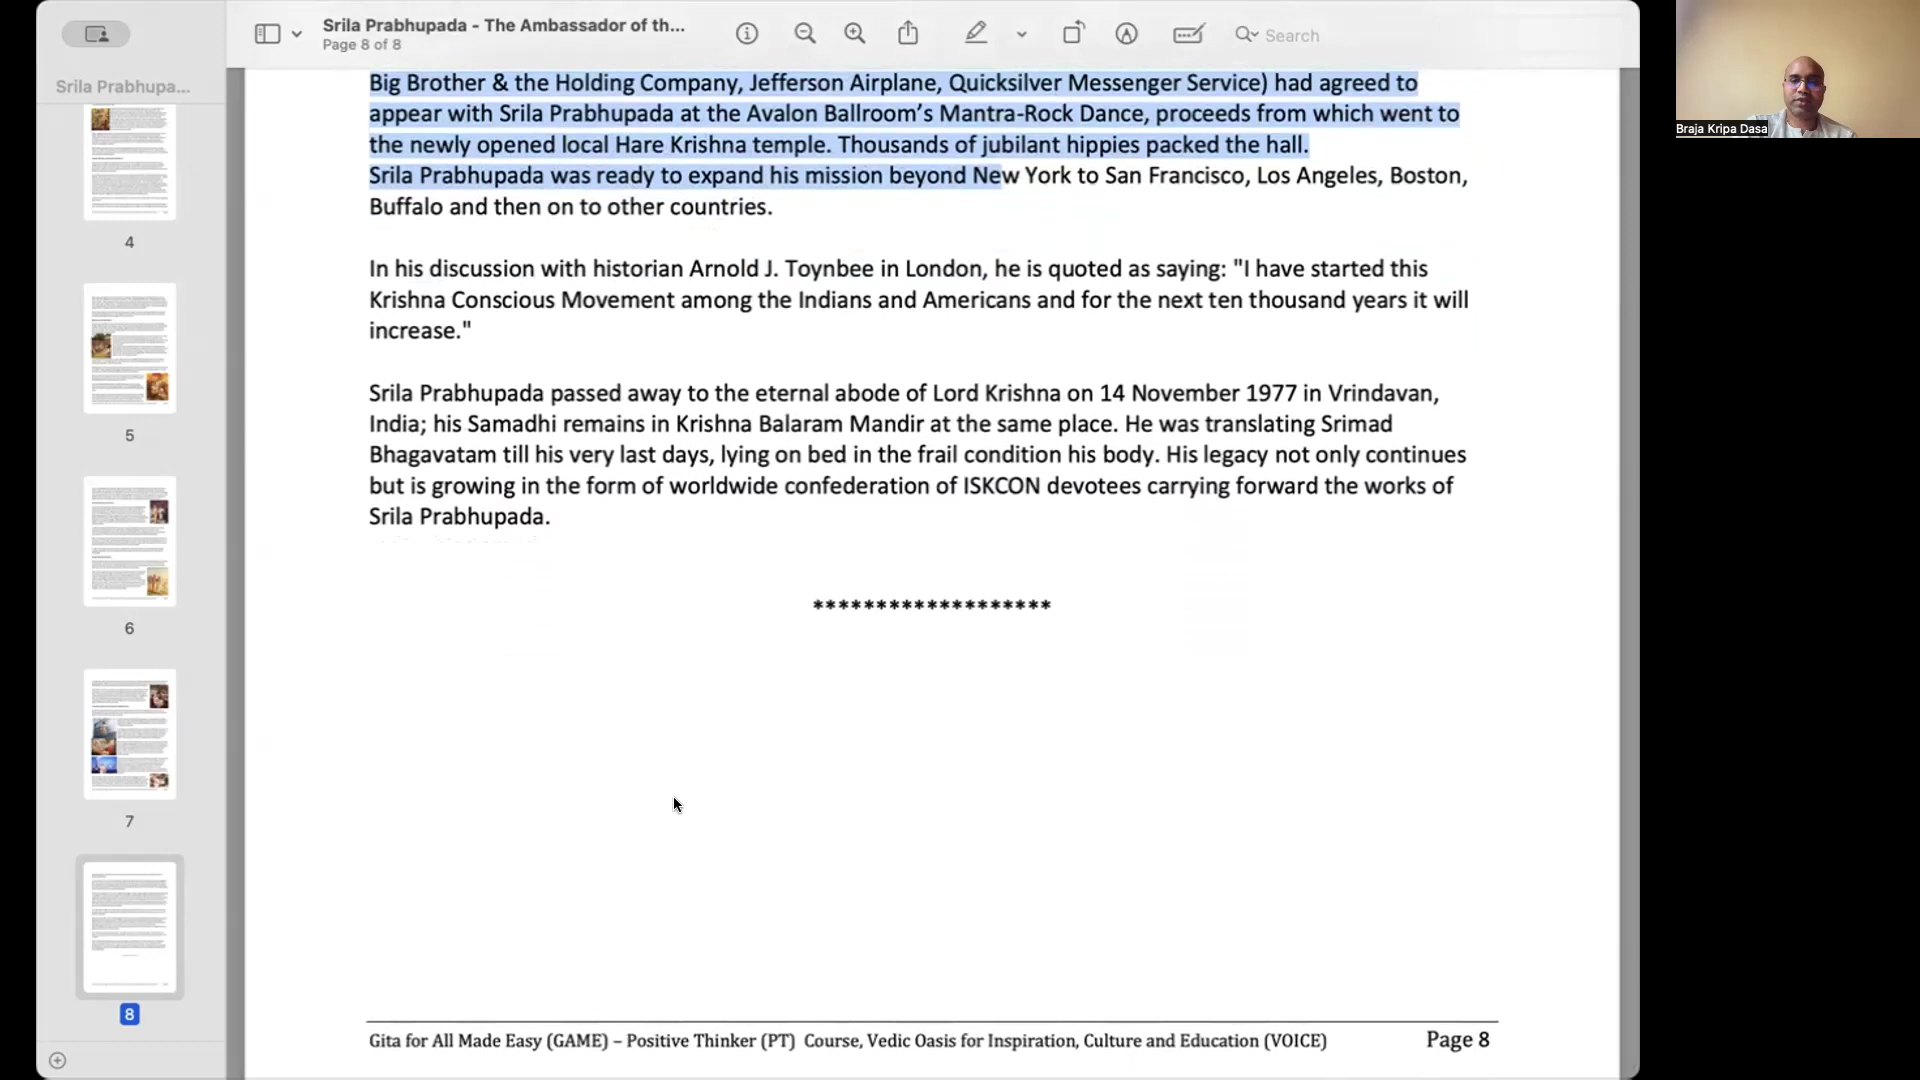 Srila Prabhupada - The Ambassador of th...
Page 8 of 8
Search
Srila Prabhupa...
4
5
6
7
8
Big Brother & the Holding Company, Jefferson Airplane, Quicksilver Messenger Service) had agreed to
appear with Srila Prabhupada at the Avalon Ballroom’s Mantra-Rock Dance, proceeds from which went to
the newly opened local Hare Krishna temple. Thousands of jubilant hippies packed the hall.
Srila Prabhupada was ready to expand his mission beyond New York to San Francisco, Los Angeles, Boston,
Buffalo and then on to other countries.
In his discussion with historian Arnold J. Toynbee in London, he is quoted as saying: "I have started this
Krishna Conscious Movement among the Indians and Americans and for the next ten thousand years it will
increase."
Srila Prabhupada passed away to the eternal abode of Lord Krishna on 14 November 1977 in Vrindavan,
India; his Samadhi remains in Krishna Balaram Mandir at the same place. He was translating Srimad
Bhagavatam till his very last days, lying on bed in the frail condition his body. His legacy not only continues
but is growing in the form of worldwide confederation of ISKCON devotees carrying forward the works of
Srila Prabhupada.
*******************
Gita for All Made Easy (GAME) – Positive Thinker (PT) Course, Vedic Oasis for Inspiration, Culture and Education (VOICE) Page 8
Braja Kripa Dasa